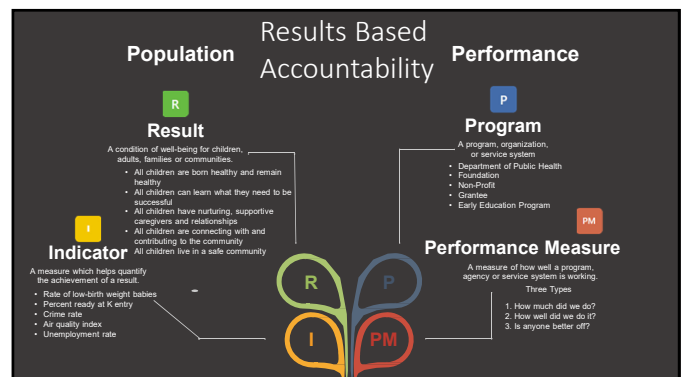 Results Based
Accountability
Population
R
Result
A condition of well-being for children,
adults, families or communities.
• All children are born healthy and remain
healthy
• All children can learn what they need to be
successful
• All children have nurturing, supportive
caregivers and relationships
• All children are connecting with and
contributing to the community
• All children live in a safe community
I
Indicator
A measure which helps quantify
the achievement of a result.
• Rate of low-birth weight babies
• Percent ready at K entry
• Crime rate
• Air quality index
• Unemployment rate
Performance
P
Program
A program, organization,
or service system
• Department of Public Health
• Foundation
• Non-Profit
• Grantee
• Early Education Program
PM
Performance Measure
A measure of how well a program,
agency or service system is working.
Three Types
1. How much did we do?
2. How well did we do it?
3. Is anyone better off?
R
P
I
PM